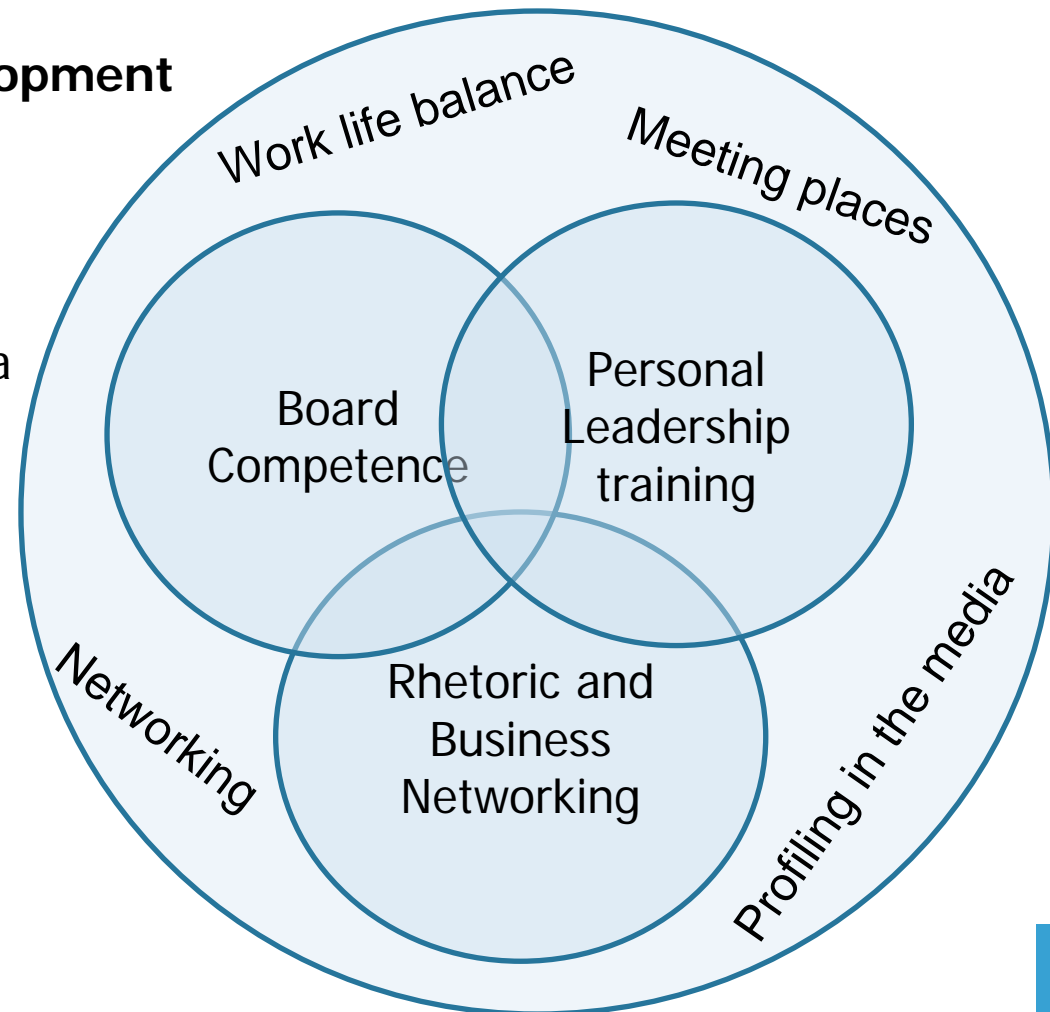 opment
Work life balance
Meeting places
a
Board
Competence
Personal
Leadership
training
Rhetoric and
Business
Networking
Networking
Profiling in the media